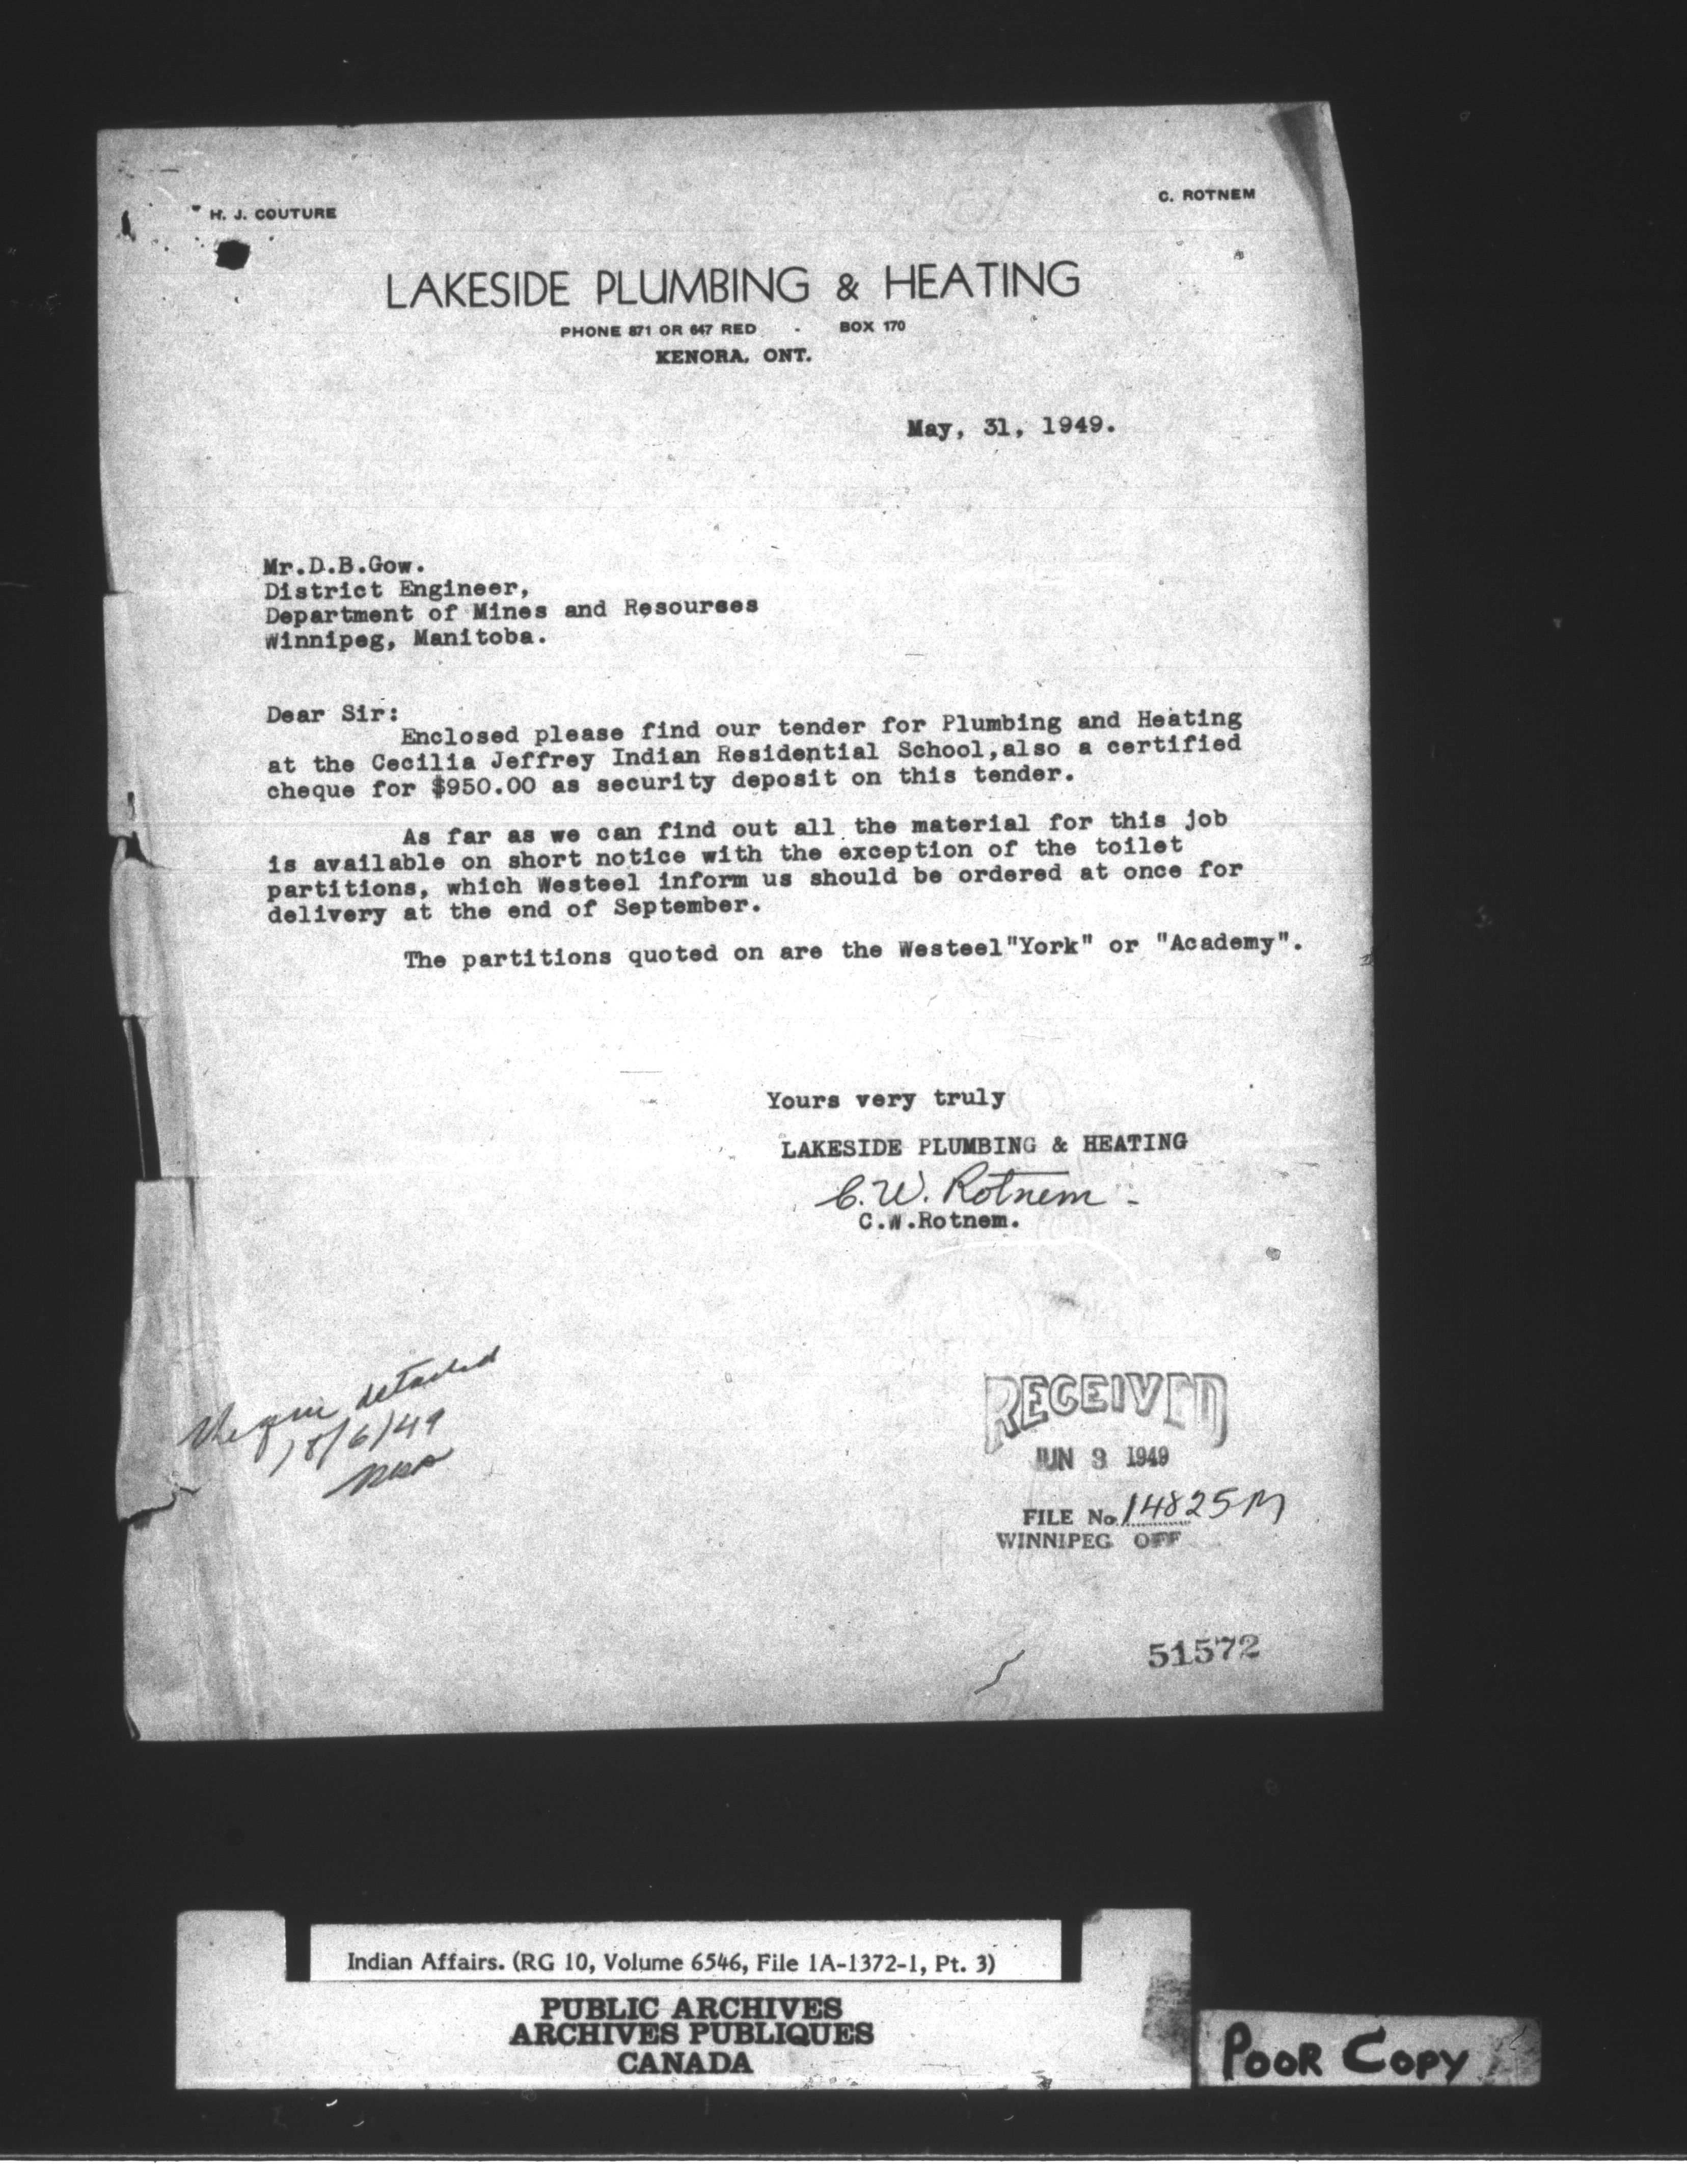 H. J. COUTURE
C. ROTNEM
LAKESIDE PLUMBING & HEATING
PHONE 871 OR 647 RED - BOX 170
KENORA, ONT.
May, 31, 1949.
Mr.D.B.Gow.
District Engineer,
Department of Mines and Resourses
Winnipeg, Manitoba.
Dear Sir:
Enclosed please find our tender for Plumbing and Heating
at the Cecilia Jeffrey Indian Residential School,also a certified
cheque for $950.00 as security deposit on this tender.
As far as we can find out all the material for this job
is available on short notice with the exception of the toilet
partitions, which Westeel inform us should be ordered at once for
delivery at the end of September.
The partitions quoted on are the Westeel"York" or "Academy".
Yours very truly
LAKESIDE PLUMBING & HEATING
C.W. Rotnem
C.W.Rotnem.
detached
/6/49
RECEIVED
JUN 3 1949
FILE No. 14825M
WINNIPEG OFF
51572
Indian Affairs. (RG 10, Volume 6546, File 1A-1372-1, Pt. 3)
PUBLIC ARCHIVES
ARCHIVES PUBLIQUES
CANADA
POOR COPY